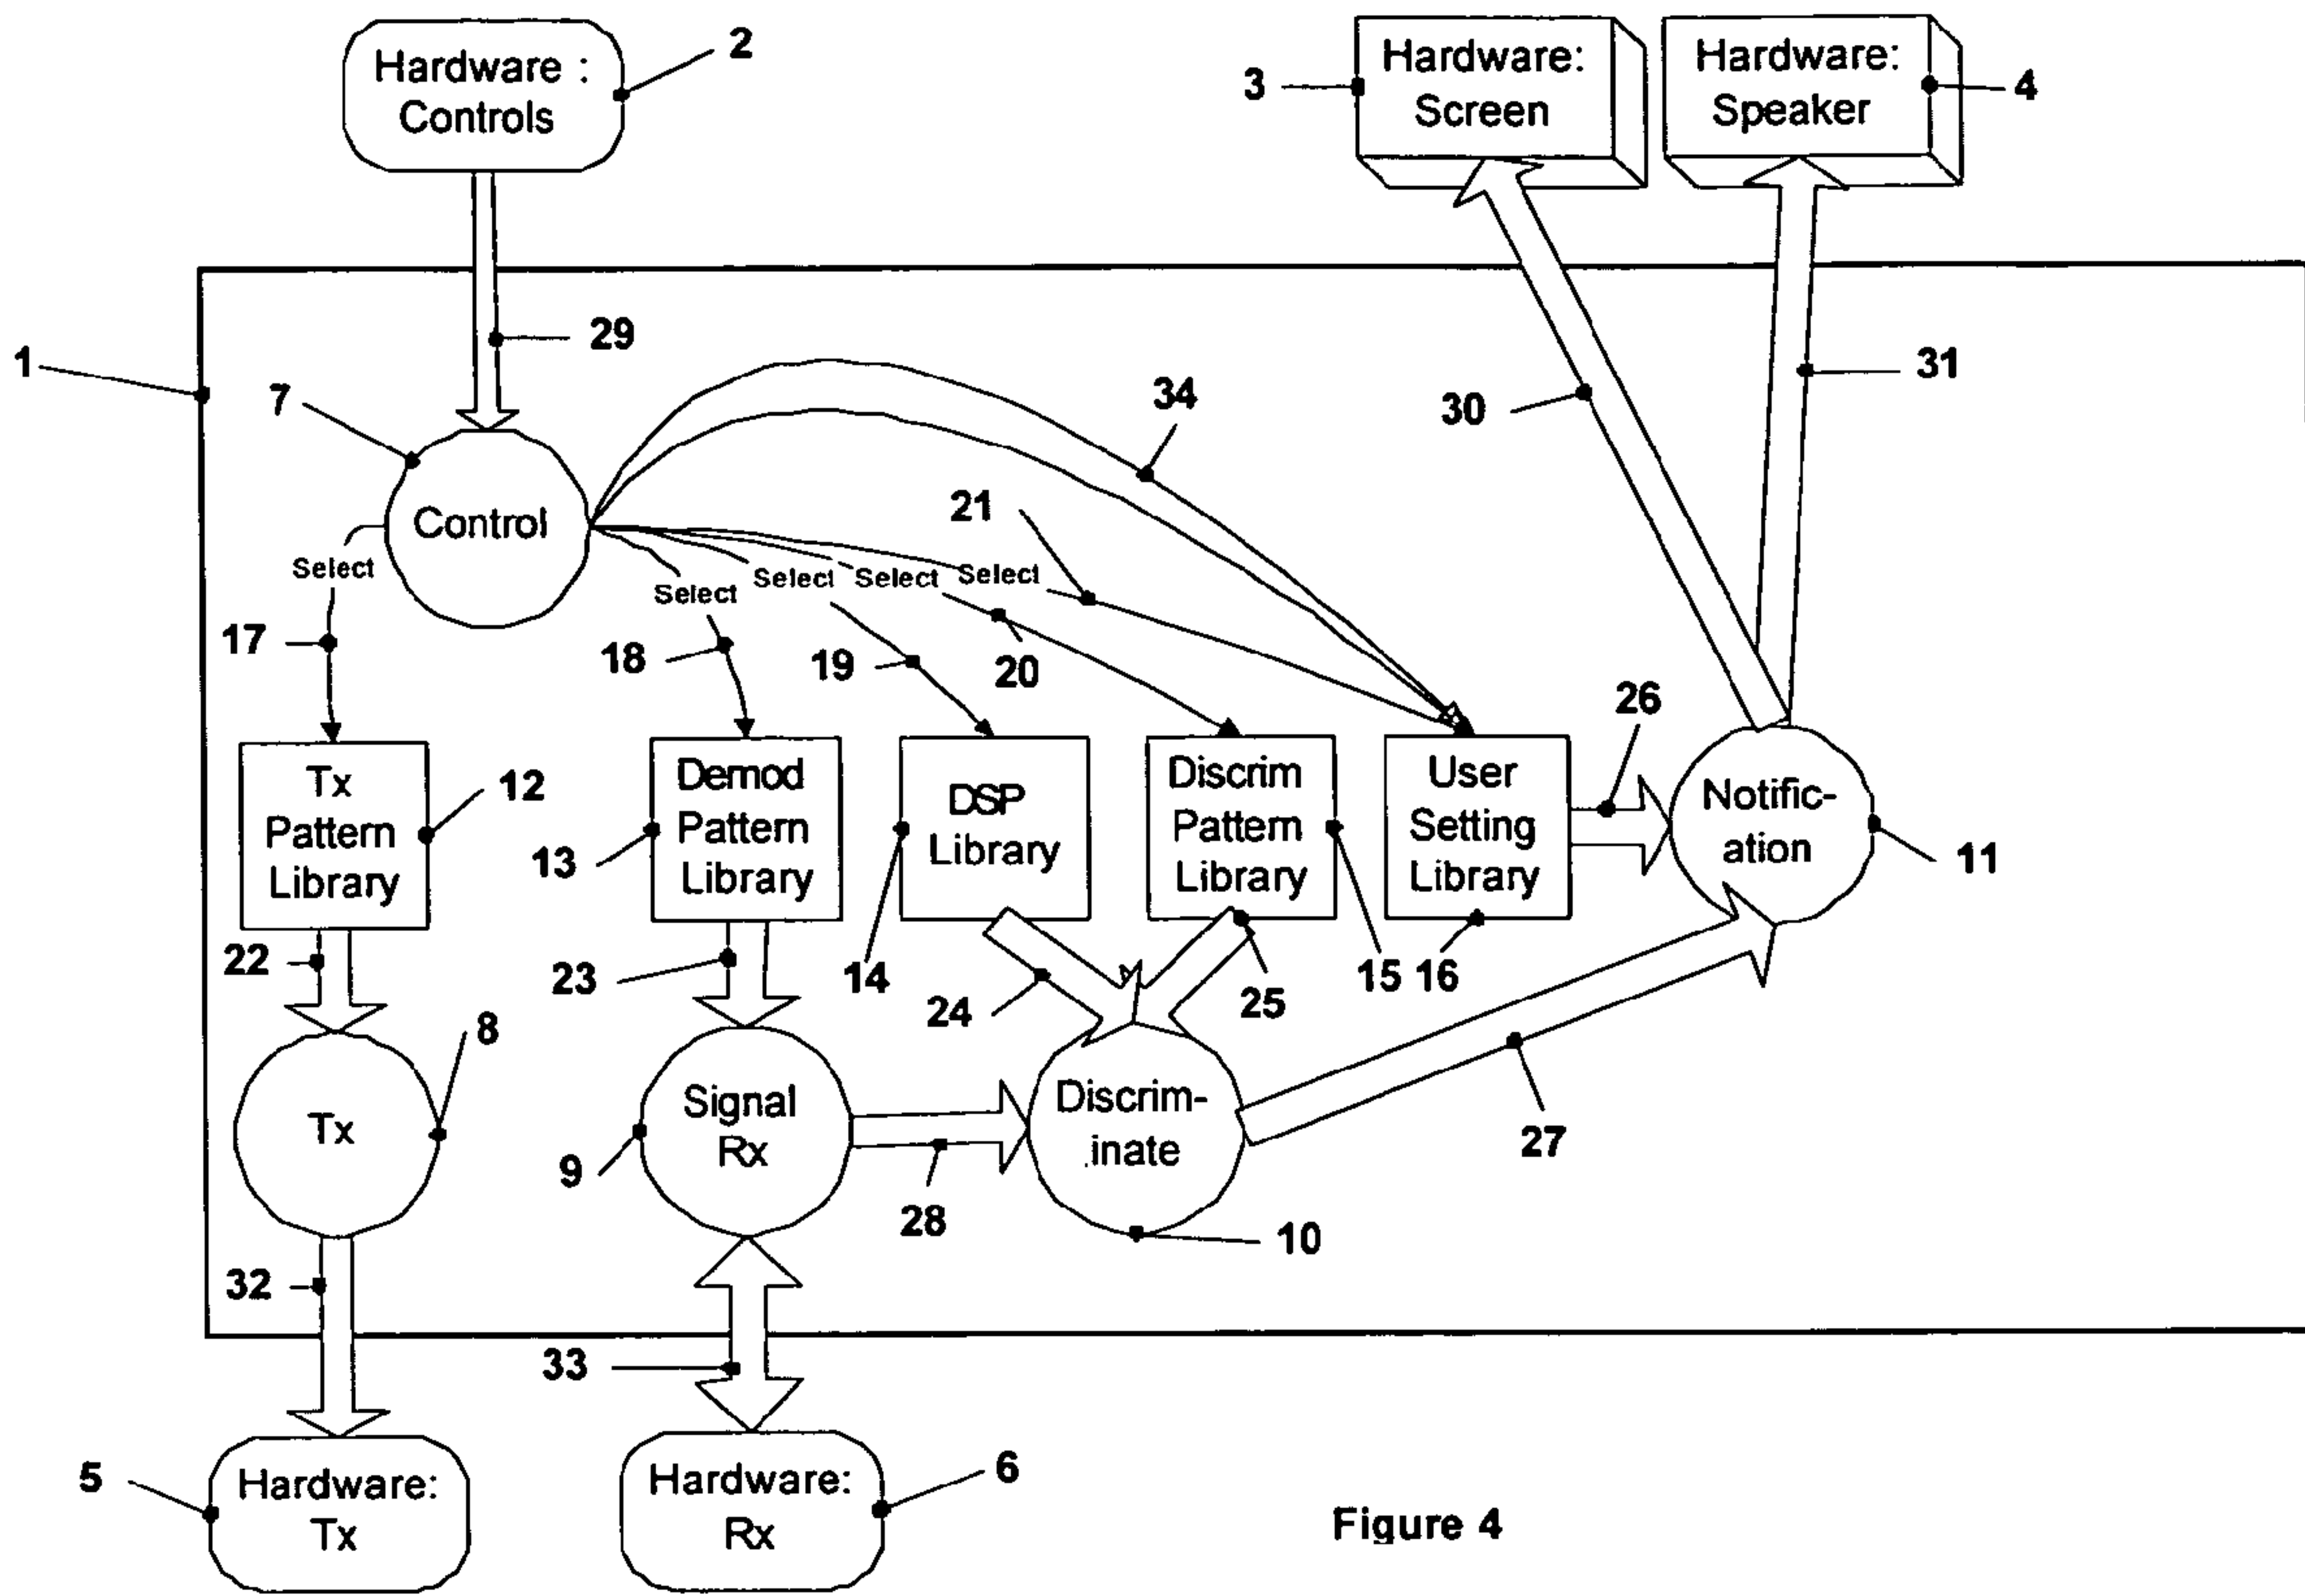 Hardware :
Controls
2
3
Hardware:
Screen
Hardware:
Speaker
4
1
29
7
34
30
31
Control
21
Select
Select
Select
Select
Select
17
18
19
20
26
Tx
Pattern
Library
12
13
Demod
Pattern
Library
DSP
Library
Discrim
Pattern
Library
User
Setting
Library
Notific-
ation
11
22
23
14
24
25
15
16
8
Tx
Signal
Rx
Discrim-
inate
27
9
28
10
32
33
5
Hardware:
Tx
Hardware:
Rx
6
Figure 4